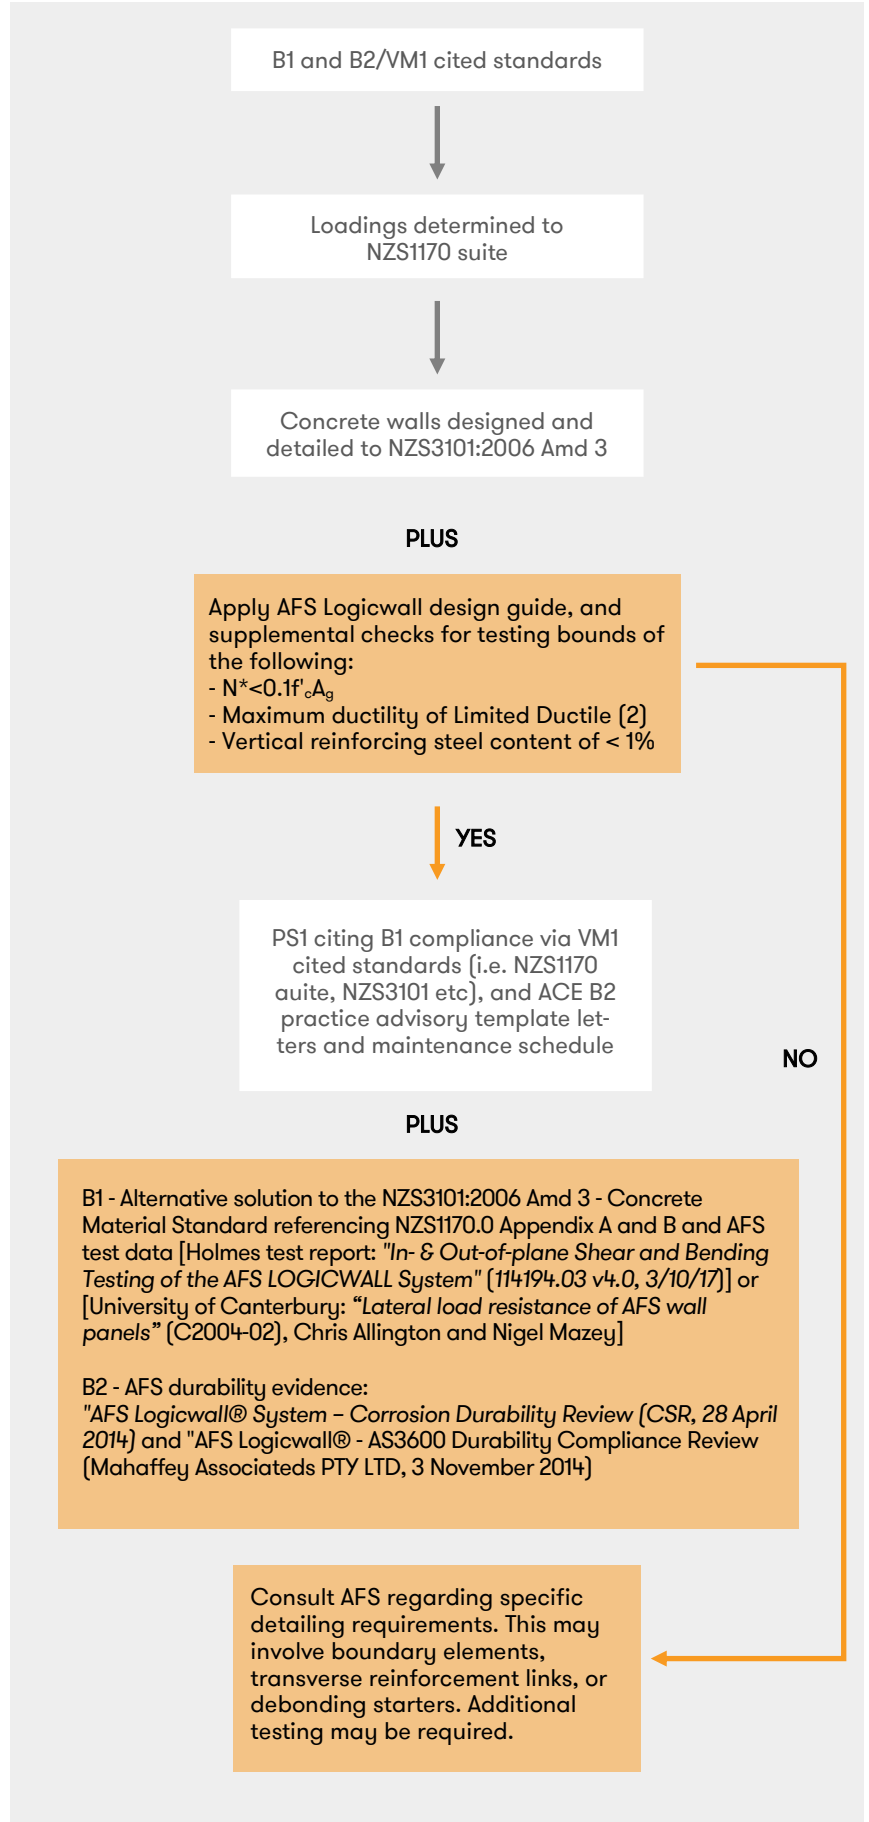 B1 and B2/VM1 cited standards
Loadings determined to
NZS1170 suite
Concrete walls designed and
detailed to NZS3101:2006 Amd 3
PLUS
Apply AFS Logicwall design guide, and
supplemental checks for testing bounds of
the following:
- N*<0.1f'cAg
- Maximum ductility of Limited Ductile (2)
- Vertical reinforcing steel content of < 1%
YES
PS1 citing B1 compliance via VM1
cited standards (i.e. NZS1170
auite, NZS3101 etc), and ACE B2
practice advisory template let-
ters and maintenance schedule
NO
PLUS
B1 - Alternative solution to the NZS3101:2006 Amd 3 - Concrete
Material Standard referencing NZS1170.0 Appendix A and B and AFS
test data [Holmes test report: "In- & Out-of-plane Shear and Bending
Testing of the AFS LOGICWALL System" (114194.03 v4.0, 3/10/17)] or
[University of Canterbury: “Lateral load resistance of AFS wall
panels” (C2004-02), Chris Allington and Nigel Mazey]
B2 - AFS durability evidence:
"AFS Logicwall® System – Corrosion Durability Review (CSR, 28 April
2014) and "AFS Logicwall® - AS3600 Durability Compliance Review
(Mahaffey Associateds PTY LTD, 3 November 2014)
Consult AFS regarding specific
detailing requirements. This may
involve boundary elements,
transverse reinforcement links, or
debonding starters. Additional
testing may be required.